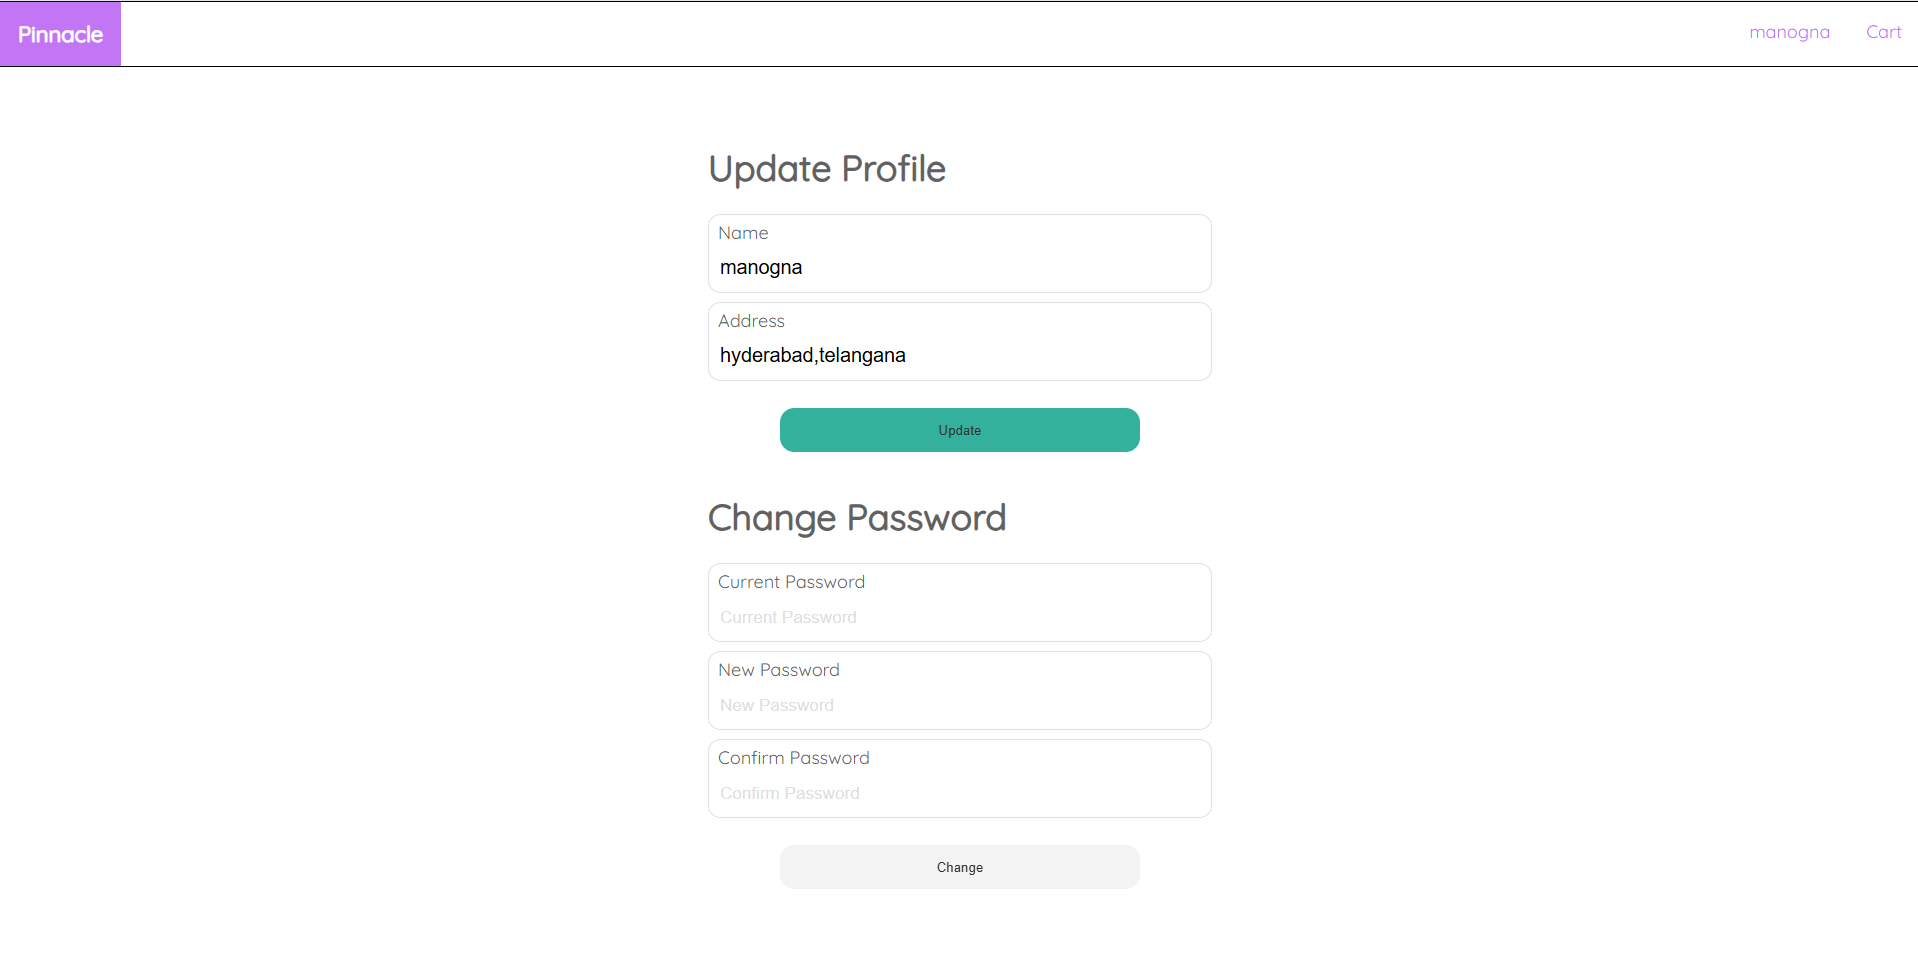 Pinnacle
manogna
Cart
Update Profile
Name
manogna
Address
hyderabad,telangana
Update
Change Password
Current Password
Current Password
New Password
New Password
Confirm Password
Confirm Password
Change